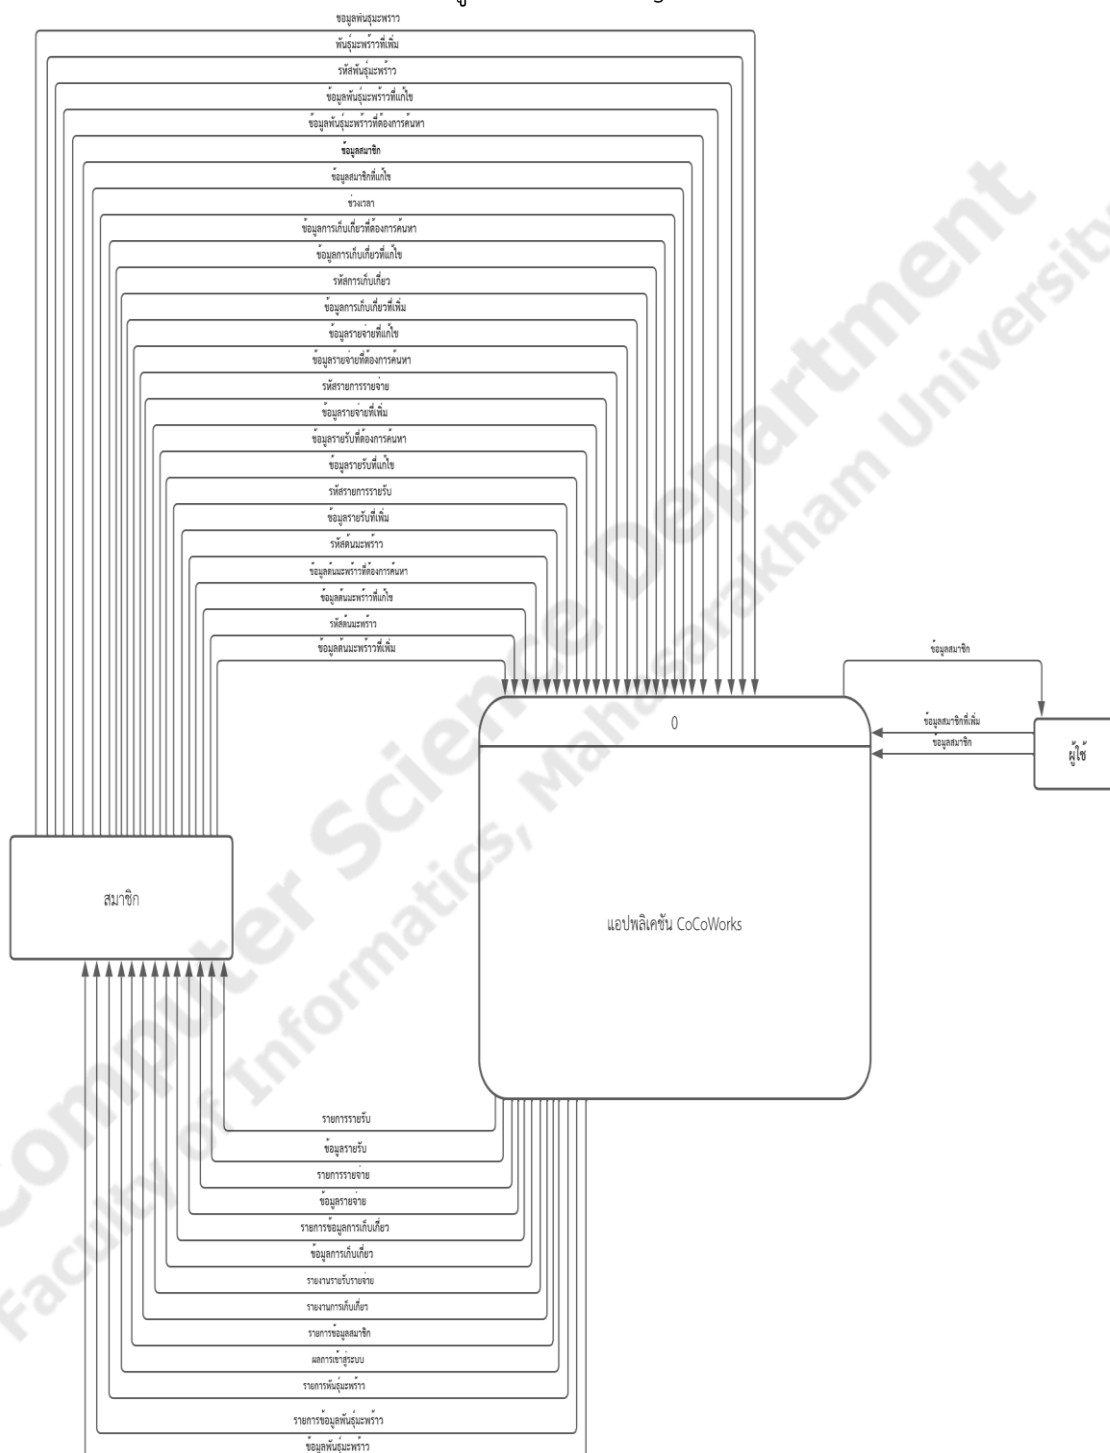 ข้อมูลพันธุ์มะพร้าว
พันธุ์มะพร้าวที่เพิ่ม
รหัสพันธุ์มะพร้าว
ข้อมูลพันธุ์มะพร้าวที่แก้ไข
ข้อมูลพันธุ์มะพร้าวที่ต้องการค้นหา
ข้อมูลสมาชิก
ข้อมูลสมาชิกที่แก้ไข
ช่วงเวลา
ข้อมูลการเก็บเกี่ยวที่ต้องการค้นหา
ข้อมูลการเก็บเกี่ยวที่แก้ไข
รหัสการเก็บเกี่ยว
ข้อมูลการเก็บเกี่ยวที่เพิ่ม
ข้อมูลรายจ่ายที่แก้ไข
ข้อมูลรายจ่ายที่ต้องการค้นหา
รหัสรายการรายจ่าย
ข้อมูลรายจ่ายที่เพิ่ม
ข้อมูลรายรับที่ต้องการค้นหา
ข้อมูลรายรับที่แก้ไข
รหัสรายการรายรับ
ข้อมูลรายรับที่เพิ่ม
รหัสต้นมะพร้าว
ข้อมูลต้นมะพร้าวที่ต้องการค้นหา
ข้อมูลต้นมะพร้าวที่แก้ไข
รหัสต้นมะพร้าว
ข้อมูลต้นมะพร้าวที่เพิ่ม
ข้อมูลสมาชิก
0
ข้อมูลสมาชิกที่เพิ่ม
ข้อมูลสมาชิก
ผู้ใช้
สมาชิก
แอปพลิเคชัน CoCoWorks
รายการรายรับ
ข้อมูลรายรับ
รายการรายจ่าย
ข้อมูลรายจ่าย
รายการข้อมูลการเก็บเกี่ยว
ข้อมูลการเก็บเกี่ยว
รายงานรายรับรายจ่าย
รายงานการเก็บเกี่ยว
รายการข้อมูลสมาชิก
ผลการเข้าสู่ระบบ
รายการพันธุ์มะพร้าว
รายการข้อมูลพันธุ์มะพร้าว
ข้อมูลพันธุ์มะพร้าว
Computer Science Department
Faculty of Informatics, Mahasarakham University